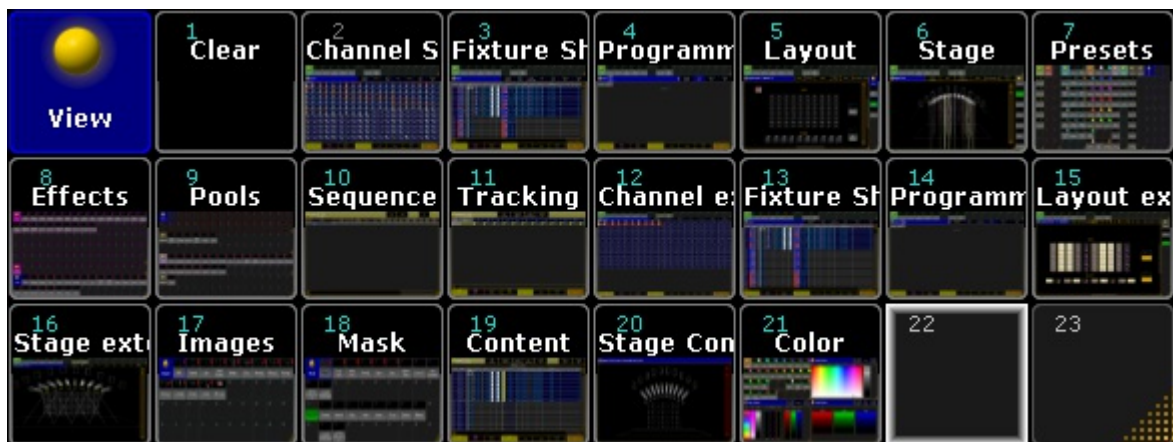 View
1
Clear
2
Channel S
3
Fixture Sh
4
Programm
5
Layout
6
Stage
7
Presets
8
Effects
9
Pools
10
Sequence
11
Tracking
12
Channel e
13
Fixture Sh
14
Programm
15
Layout ex
16
Stage ext
17
Images
18
Mask
19
Content
20
Stage Con
21
Color
22
23